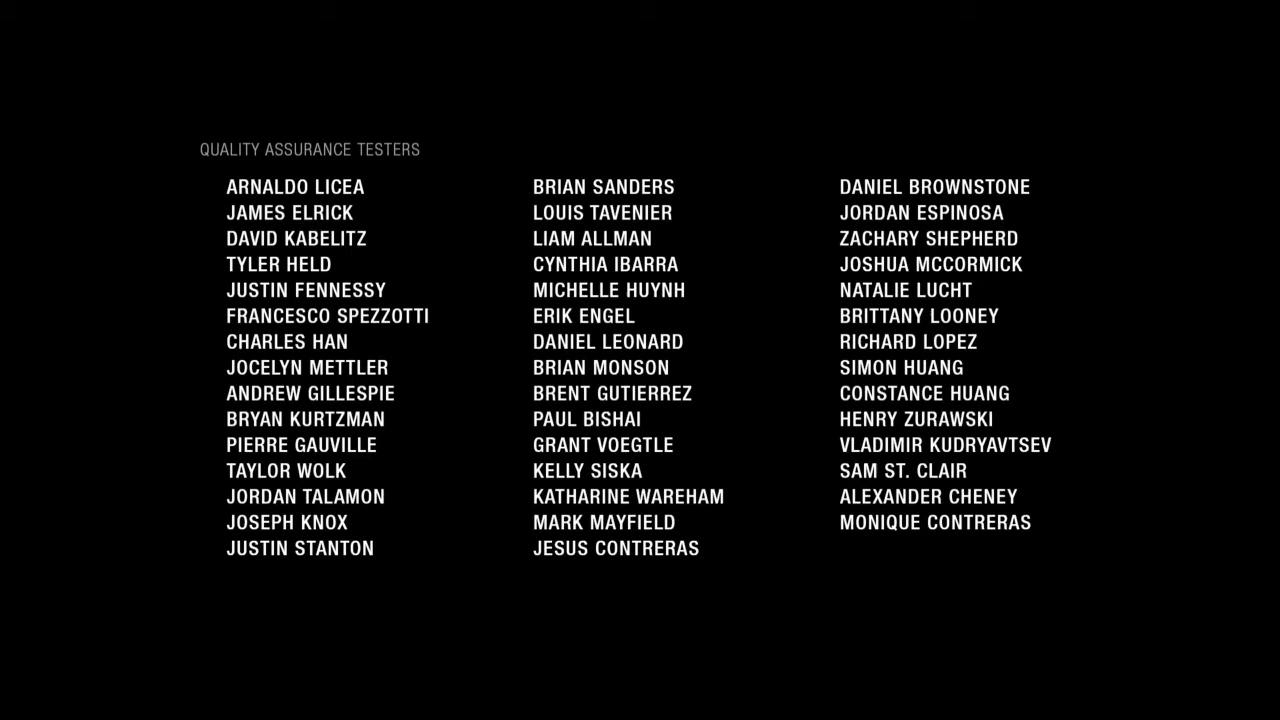 QUALITY ASSURANCE TESTERS
ARNALDO LICEA
JAMES ELRICK
DAVID KABELITZ
TYLER HELD
JUSTIN FENNESSY
FRANCESCO SPEZZOTTI
CHARLES HAN
JOCELYN METTLER
ANDREW GILLESPIE
BRYAN KURTZMAN
PIERRE GAUVILLE
TAYLOR WOLK
JORDAN TALAMON
JOSEPH KNOX
JUSTIN STANTON
BRIAN SANDERS
LOUIS TAVENIER
LIAM ALLMAN
CYNTHIA IBARRA
MICHELLE HUYNH
ERIK ENGEL
DANIEL LEONARD
BRIAN MONSON
BRENT GUTIERREZ
PAUL BISHAI
GRANT VOEGTLE
KELLY SISKA
KATHARINE WAREHAM
MARK MAYFIELD
JESUS CONTRERAS
DANIEL BROWNSTONE
JORDAN ESPINOSA
ZACHARY SHEPHERD
JOSHUA MCCORMICK
NATALIE LUCHT
BRITTANY LOONEY
RICHARD LOPEZ
SIMON HUANG
CONSTANCE HUANG
HENRY ZURAWSKI
VLADIMIR KUDRYAVTSEV
SAM ST. CLAIR
ALEXANDER CHENEY
MONIQUE CONTRERAS